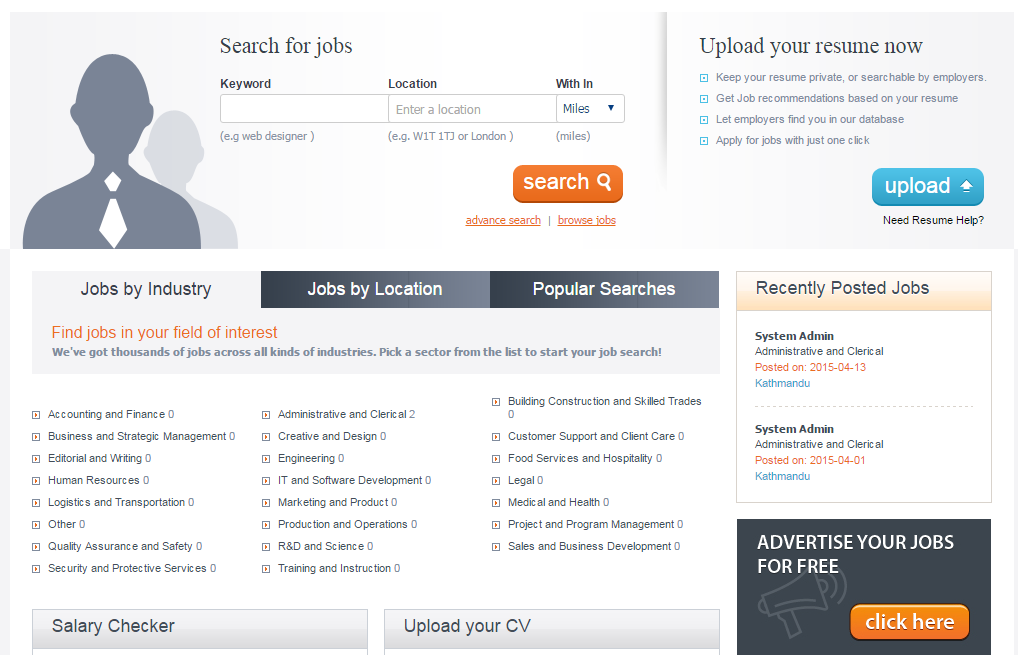 Search for jobs
Keyword Location With In
Enter a location Miles
(e.g web designer ) (e.g. W1T 1TJ or London ) (miles)
search
advance search | browse jobs
Upload your resume now
Keep your resume private, or searchable by employers.
Get Job recommendations based on your resume
Let employers find you in our database
Apply for jobs with just one click
upload
Need Resume Help?
Jobs by Industry Jobs by Location Popular Searches
Find jobs in your field of interest
We've got thousands of jobs across all kinds of industries. Pick a sector from the list to start your job search!
Accounting and Finance 0
Business and Strategic Management 0
Editorial and Writing 0
Human Resources 0
Logistics and Transportation 0
Other 0
Quality Assurance and Safety 0
Security and Protective Services 0
Administrative and Clerical 2
Creative and Design 0
Engineering 0
IT and Software Development 0
Marketing and Product 0
Production and Operations 0
R&D and Science 0
Training and Instruction 0
Building Construction and Skilled Trades
0
Customer Support and Client Care 0
Food Services and Hospitality 0
Legal 0
Medical and Health 0
Project and Program Management 0
Sales and Business Development 0
Recently Posted Jobs
System Admin
Administrative and Clerical
Posted on: 2015-04-13
Kathmandu
System Admin
Administrative and Clerical
Posted on: 2015-04-01
Kathmandu
ADVERTISE YOUR JOBS
FOR FREE
click here
Salary Checker
Upload your CV